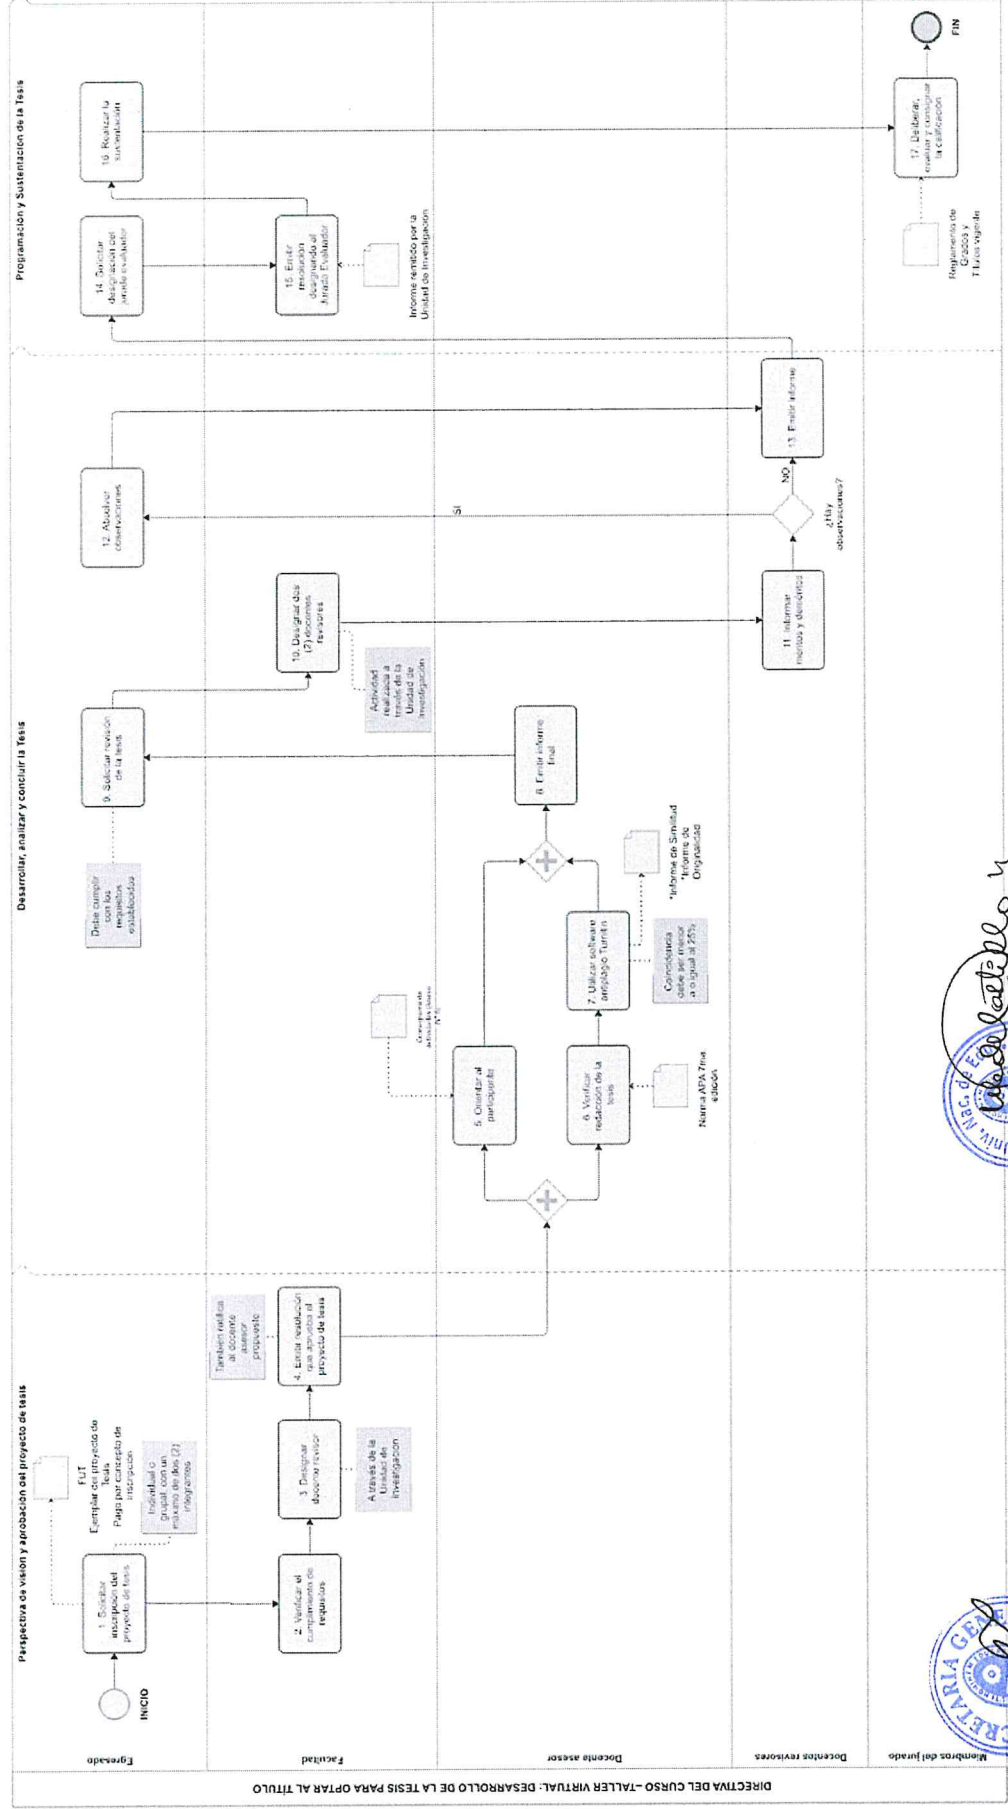 DIRECTIVA DEL CURSO – TALLER VIRTUAL: DESARROLLO DE LA TESIS PARA OPTAR AL TÍTULO
Perspectiva de visión y aprobación del proyecto de tesis
Desarrollar, analizar y concluir la Tesis
Programación y Sustentación de la Tesis
Egresado
INICIO
1. Solicitar
inscripción del
proyecto de tesis
FUT
Ejemplar del proyecto de
Tesis
Pago por concepto de
inscripción
Individual o
grupal, con un
máximo de dos (2)
integrantes
Debe cumplir
con los
requisitos
establecidos
9. Solicitar revisión
de la tesis
12. Absolver
observaciones
14. Solicitar
designación del
jurado evaluador
16. Realizar la
sustentación
Facultad
2. Verificar el
cumplimiento de
requisitos
3. Designar
docente revisor
A través de la
Unidad de
investigación
También ratifica
al docente
asesor
propuesto
4. Emitir resolución
que aprueba el
proyecto de tesis
10. Designar dos
(2) docentes
revisores
Actividad
realizada a
través de la
Unidad de
Investigación
15. Emitir
resolución
designando al
Jurado Evaluador
Informe remitido por la
Unidad de Investigación
Docente asesor
5. Orientar al
participante
6. Verificar
redacción de la
tesis
Norma APA 7ma
edición
7. Utilizar software
antiplagio Turnitin
Coincidencia
debe ser menor
a o igual al 25%
*Informe de Similitud
*Informe de
Originalidad
8. Emitir informe
final
Docentes revisores
11. Informar
méritos y deméritos
¿Hay
observaciones?
SI
NO
13. Emitir informe
Miembros del jurado
Reglamento de
Grados y
Títulos vigente
17. Deliberar,
evaluar y consignar
la calificación
FIN
SECRETARIA GENE
Univ. Nac. de Edu